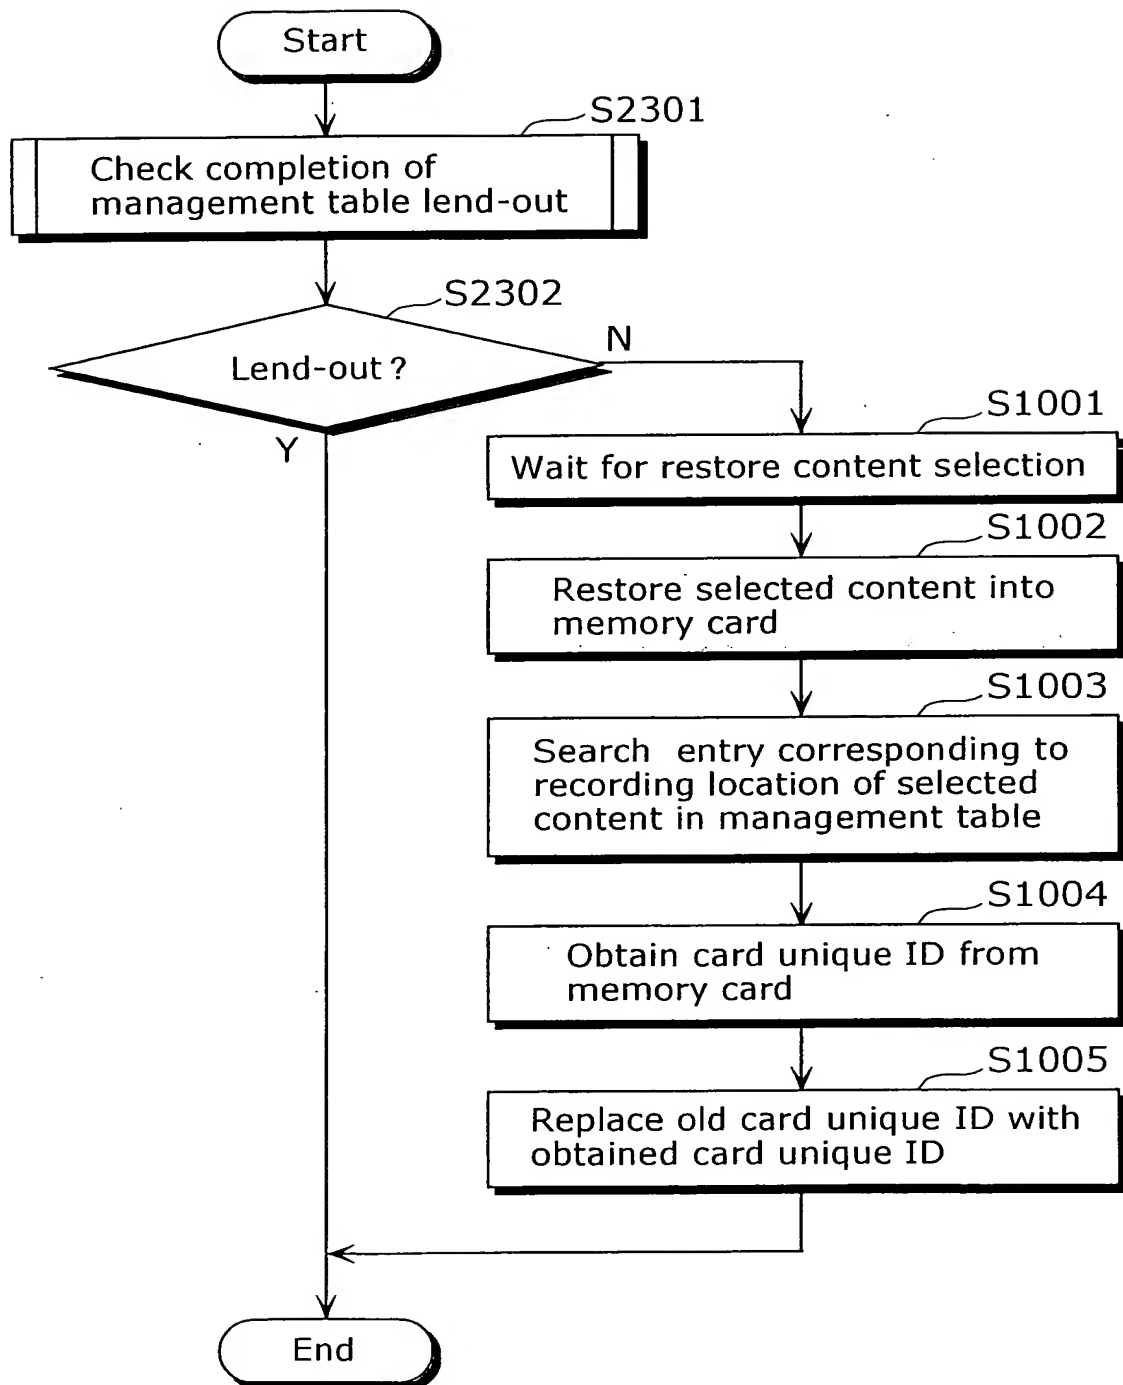 Start
S2301
Check completion of
management table lend-out
S2302
Lend-out?
N
Y
S1001
Wait for restore content selection
S1002
Restore selected content into
memory card
S1003
Search entry corresponding to
recording location of selected
content in management table
S1004
Obtain card unique ID from
memory card
S1005
Replace old card unique ID with
obtained card unique ID
End